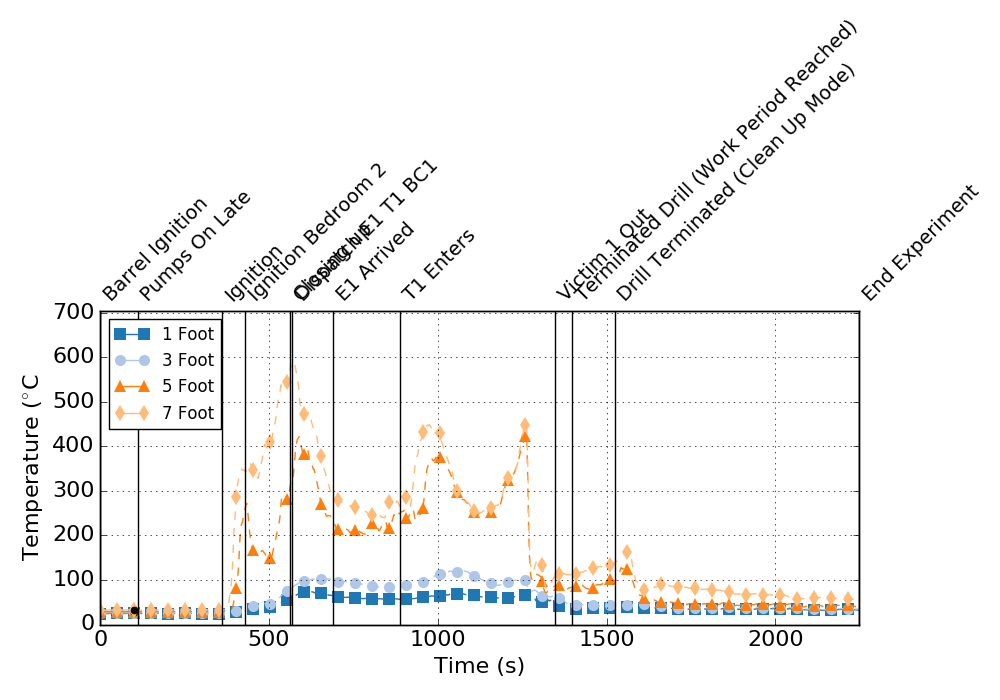 Barrel Ignition
Pumps On Late
Ignition
Ignition Bedroom 2
Dispatch E1 T1 BC1
E1 Arrived
T1 Enters
Victim 1 Out
Terminated Drill (Work Period Reached)
Drill Terminated (Clean Up Mode)
End Experiment
700
600
500
400
300
200
100
0
Temperature (°C
1 Foot
3 Foot
5 Foot
7 Foot
0
500
1000
1500
2000
Time (s)